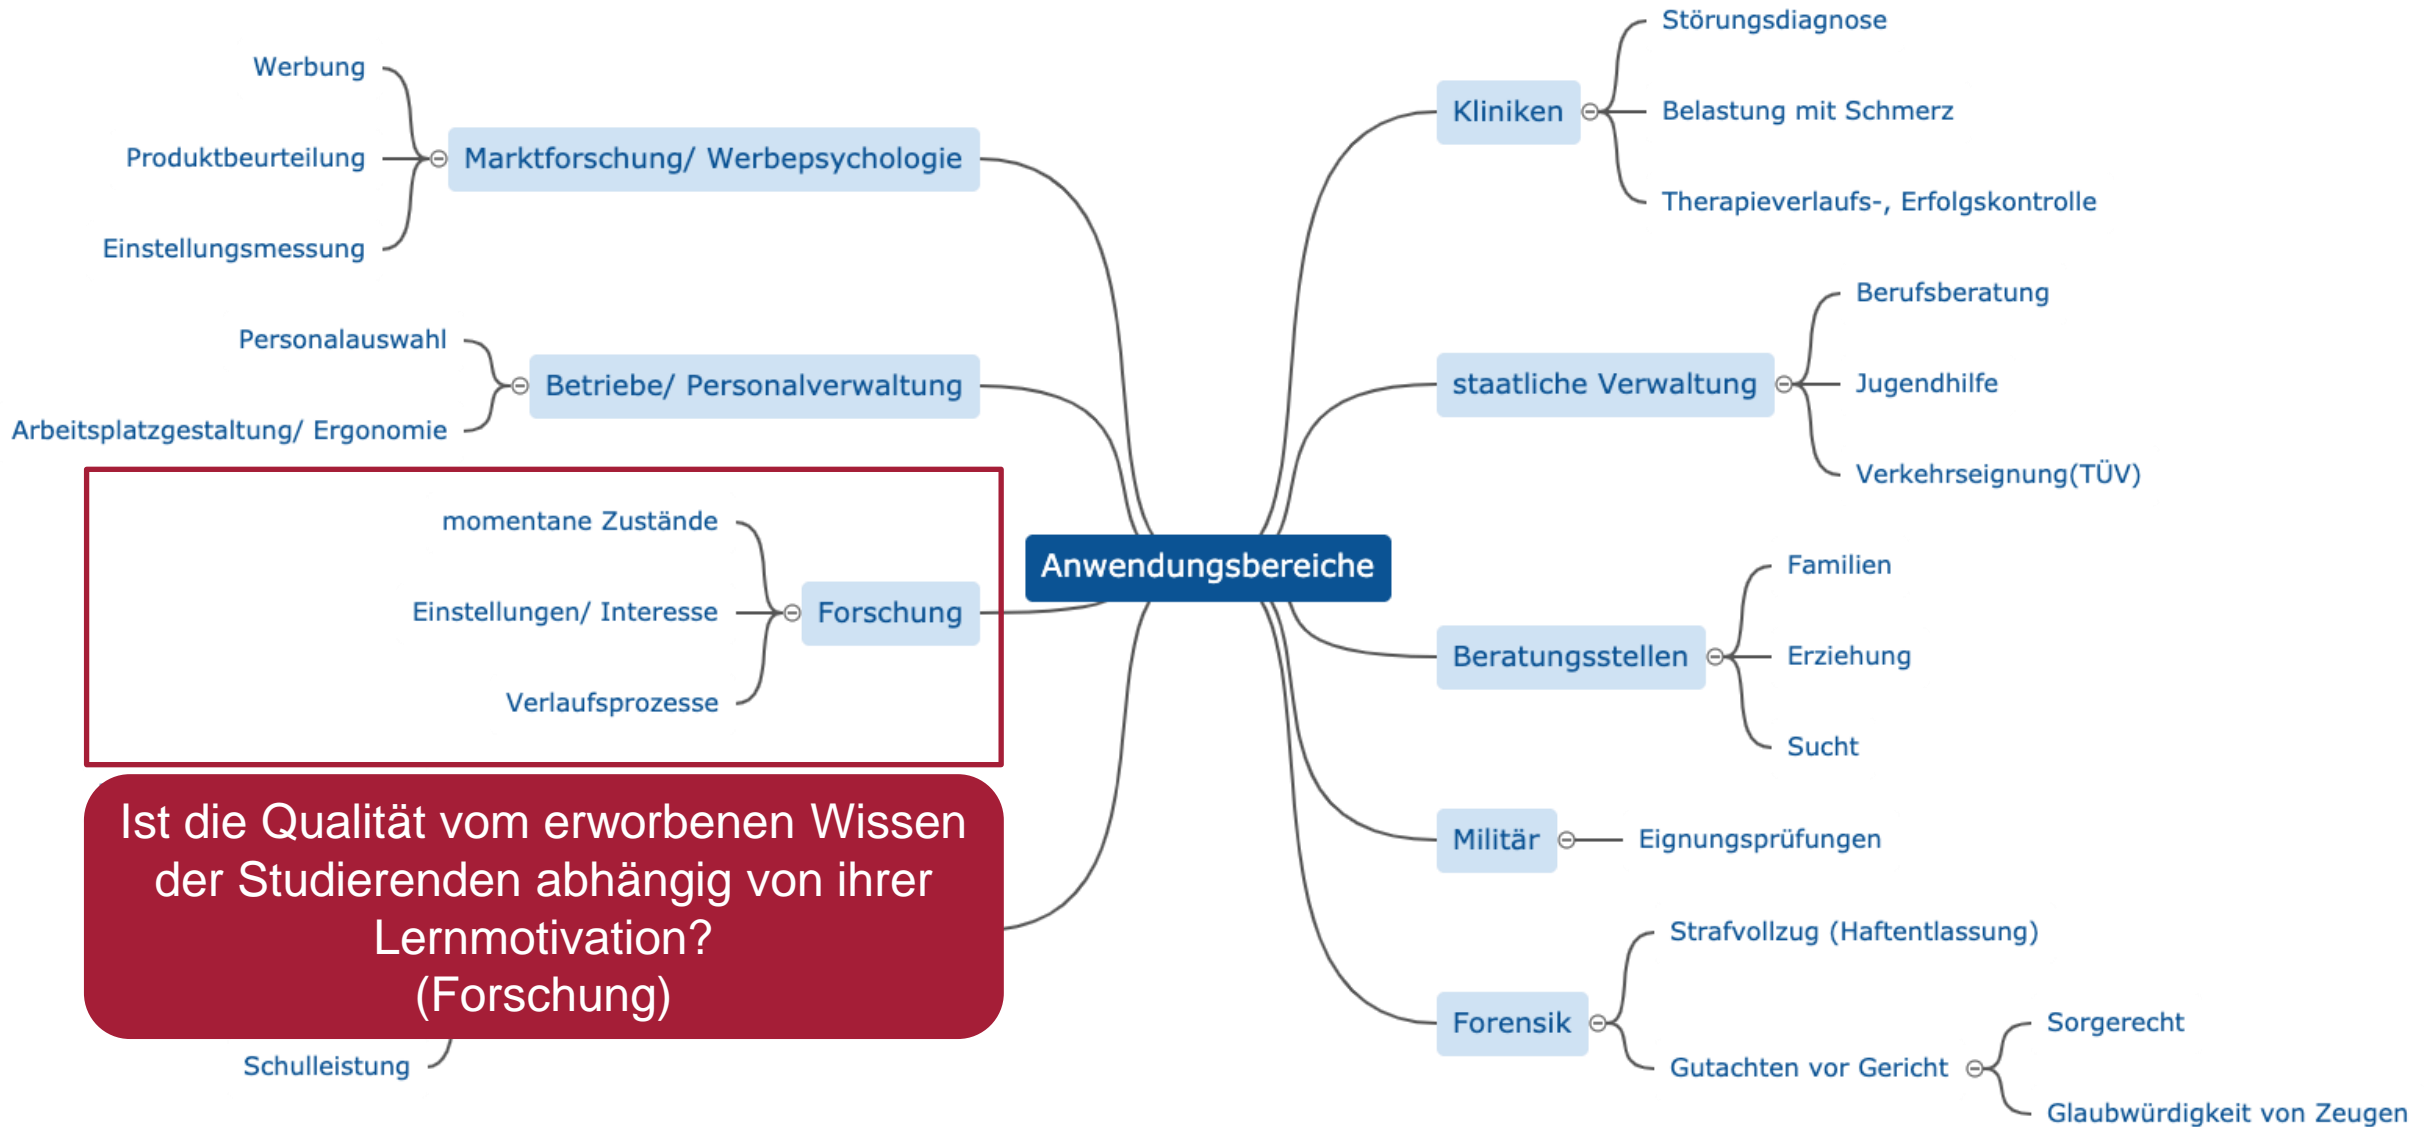 Anwendungsbereiche
Marktforschung/ Werbepsychologie
Werbung
Produktbeurteilung
Einstellungsmessung
Betriebe/ Personalverwaltung
Personalauswahl
Arbeitsplatzgestaltung/ Ergonomie
Forschung
momentane Zustände
Einstellungen/ Interesse
Verlaufsprozesse
Ist die Qualität vom erworbenen Wissen
der Studierenden abhängig von ihrer
Lernmotivation?
(Forschung)
Schulleistung
Kliniken
Störungsdiagnose
Belastung mit Schmerz
Therapieverlaufs-, Erfolgskontrolle
staatliche Verwaltung
Berufsberatung
Jugendhilfe
Verkehrseignung(TÜV)
Beratungsstellen
Familien
Erziehung
Sucht
Militär
Eignungsprüfungen
Forensik
Strafvollzug (Haftentlassung)
Gutachten vor Gericht
Sorgerecht
Glaubwürdigkeit von Zeugen